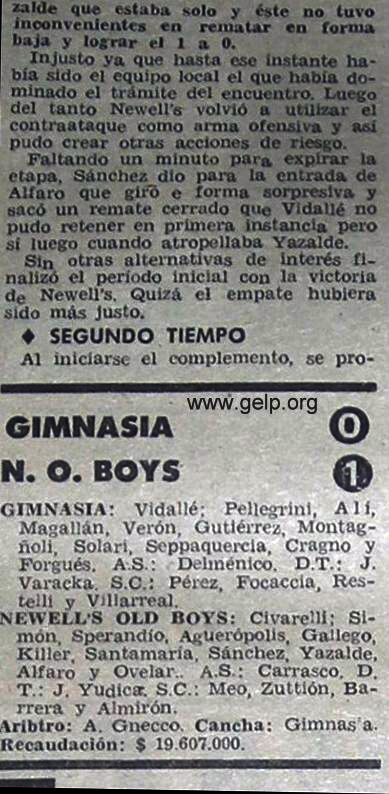 zalde que estaba solo y éste no tuvo
inconvenientes en rematar en forma
baja y lograr el 1 a 0.
Injusto ya que hasta ese instante ha-
bía sido el equipo local el que había do-
minado el trámite del encuentro. Luego
del tanto Newell's volvió a utilizar el
contraataque como arma ofensiva y así
pudo crear otras acciones de riesgo.
Faltando un minuto para expirar la
etapa, Sánchez dio para la entrada de
Alfaro que giró e forma sorpresiva y
sacó un remate cerrado que Vidallé no
pudo retener en primera instancia pero
sí luego cuando atropellaba Yazalde.
Sin otras alternativas de interés fi-
nalizó el período inicial con la victoria
de Newell's. Quizá el empate hubiera
sido más justo.
♦ SEGUNDO TIEMPO
Al iniciarse el complemento, se pro-
www.gelp.org
GIMNASIA 0
N. O. BOYS 1
GIMNASIA: Vidallé; Pellegrini, Alí,
Magallán, Verón, Gutiérrez, Montag-
ñoli, Solari, Seppaquercia, Cragno y
Forgués. A.S.: Delménico. D.T.: J.
Varacka. S.C.: Pérez, Focaccia, Res-
telli y Villarreal.
NEWELL'S OLD BOYS: Civarelli; Si-
món, Sperandío, Aguerópolis, Gallego,
Killer, Santamaría, Sánchez, Yazalde,
Alfaro y Ovelar.. A.S.: Carrasco. D.
T.: J. Yudica. S.C.: Meo, Zuttión, Ba-
rrera y Almirón.
Aribtro: A. Gnecco. Cancha: Gimnas'a.
Recaudación: $ 19.607.000.